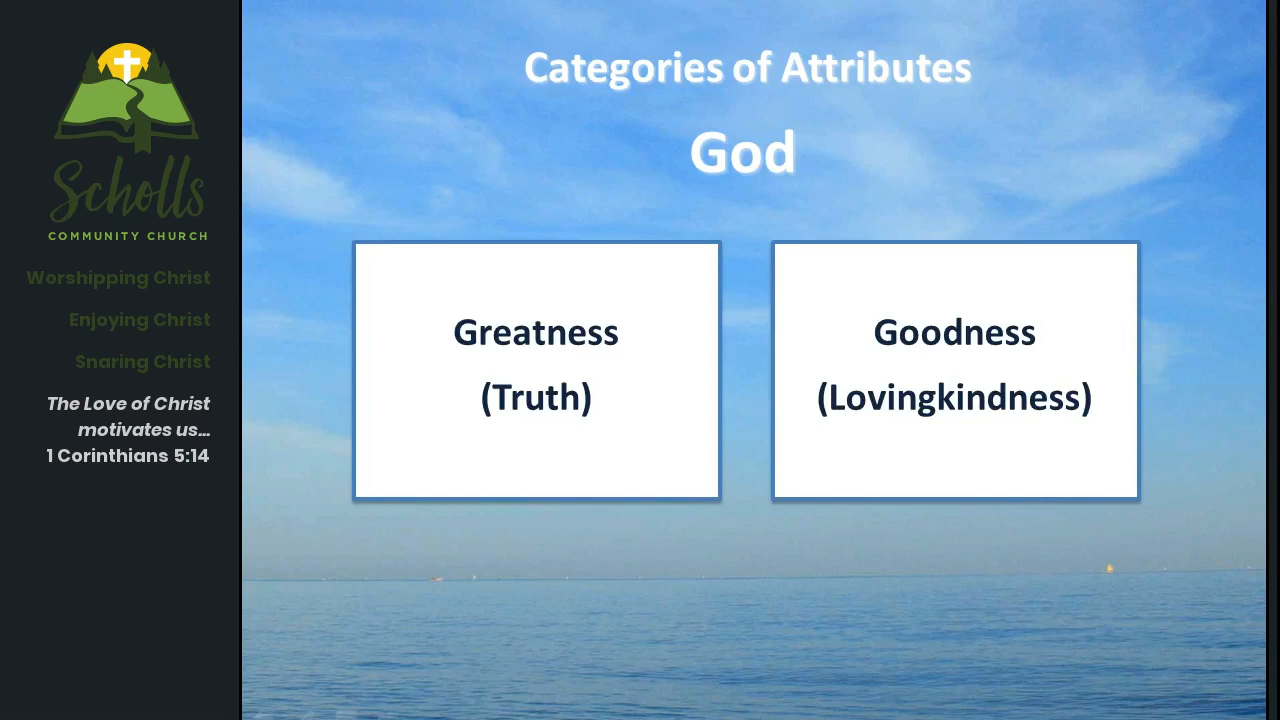 Scholls
COMMUNITY CHURCH
Worshipping Christ
Enjoying Christ
Snaring Christ
The Love of Christ
motivates us...
1 Corinthians 5:14
Categories of Attributes
God
Greatness
(Truth)
Goodness
(Lovingkindness)